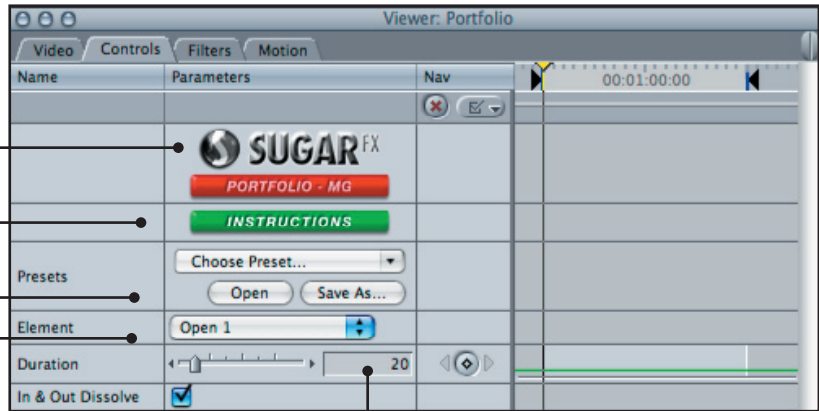 Viewer: Portfolio
Video Controls Filters Motion
Name Parameters Nav 00:01:00:00
SUGAR FX
PORTFOLIO - MG
INSTRUCTIONS
Presets Choose Preset...
Open Save As...
Element Open 1
Duration 20
In & Out Dissolve